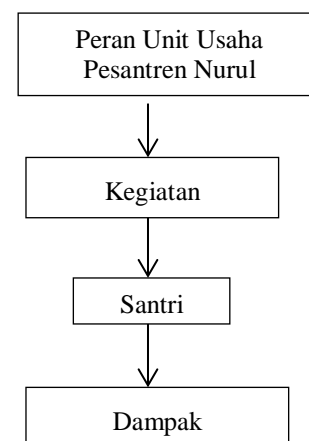 Peran Unit Usaha
Pesantren Nurul
Kegiatan
Santri
Dampak